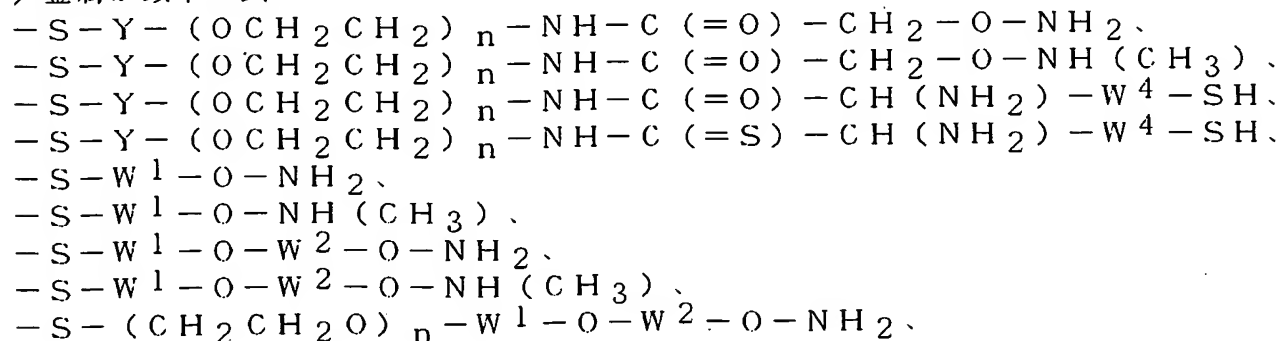 －S－Y－(OCH2CH2)n－NH－C(=O)－CH2－O－NH2、
－S－Y－(OCH2CH2)n－NH－C(=O)－CH2－O－NH(CH3)、
－S－Y－(OCH2CH2)n－NH－C(=O)－CH(NH2)－W4－SH、
－S－Y－(OCH2CH2)n－NH－C(=S)－CH(NH2)－W4－SH、
－S－W1－O－NH2、
－S－W1－O－NH(CH3)、
－S－W1－O－W2－O－NH2、
－S－W1－O－W2－O－NH(CH3)、
－S－(CH2CH2O)n－W1－O－W2－O－NH2、